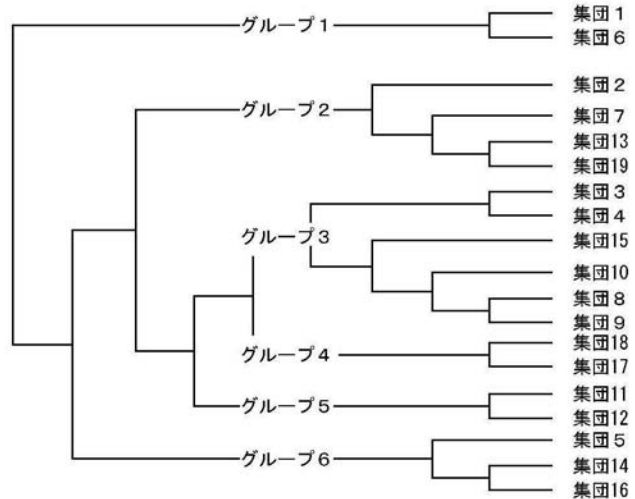 グループ１
集団１
集団６
グループ２
集団２
集団７
集団13
集団19
グループ３
集団３
集団４
集団15
集団10
集団８
集団９
グループ４
集団18
集団17
グループ５
集団11
集団12
グループ６
集団５
集団14
集団16